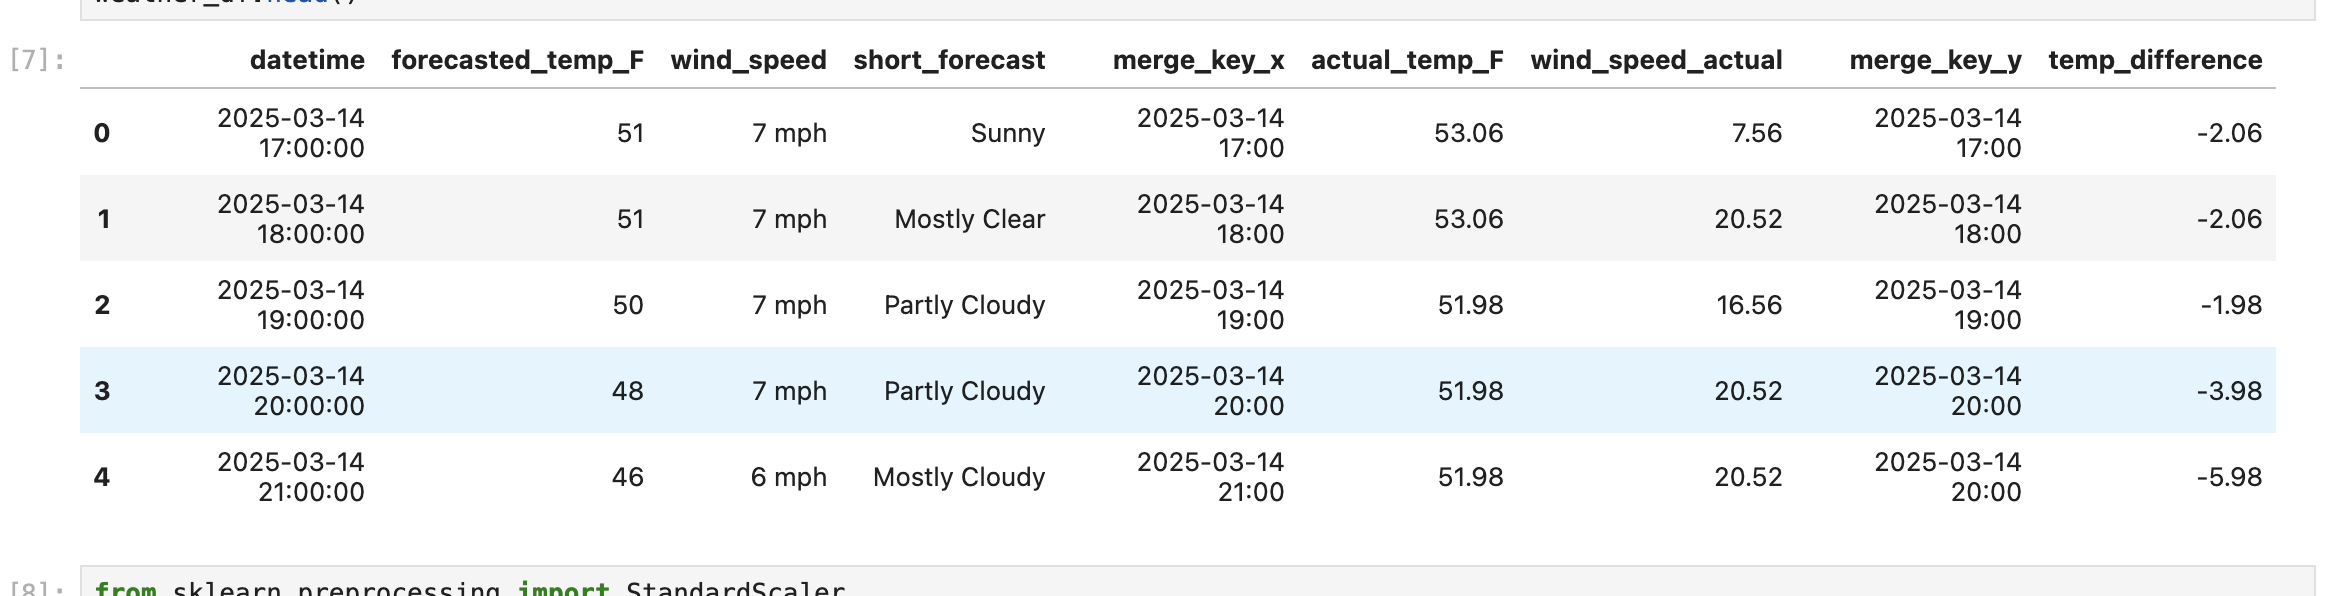 weather_df.head()
[7]:
datetime forecasted_temp_F wind_speed short_forecast merge_key_x actual_temp_F wind_speed_actual merge_key_y temp_difference
0 2025-03-14 17:00:00 51 7 mph Sunny 2025-03-14 17:00 53.06 7.56 2025-03-14 17:00 -2.06
1 2025-03-14 18:00:00 51 7 mph Mostly Clear 2025-03-14 18:00 53.06 20.52 2025-03-14 18:00 -2.06
2 2025-03-14 19:00:00 50 7 mph Partly Cloudy 2025-03-14 19:00 51.98 16.56 2025-03-14 19:00 -1.98
3 2025-03-14 20:00:00 48 7 mph Partly Cloudy 2025-03-14 20:00 51.98 20.52 2025-03-14 20:00 -3.98
4 2025-03-14 21:00:00 46 6 mph Mostly Cloudy 2025-03-14 21:00 51.98 20.52 2025-03-14 20:00 -5.98
[8]:
from sklearn.preprocessing import StandardScaler